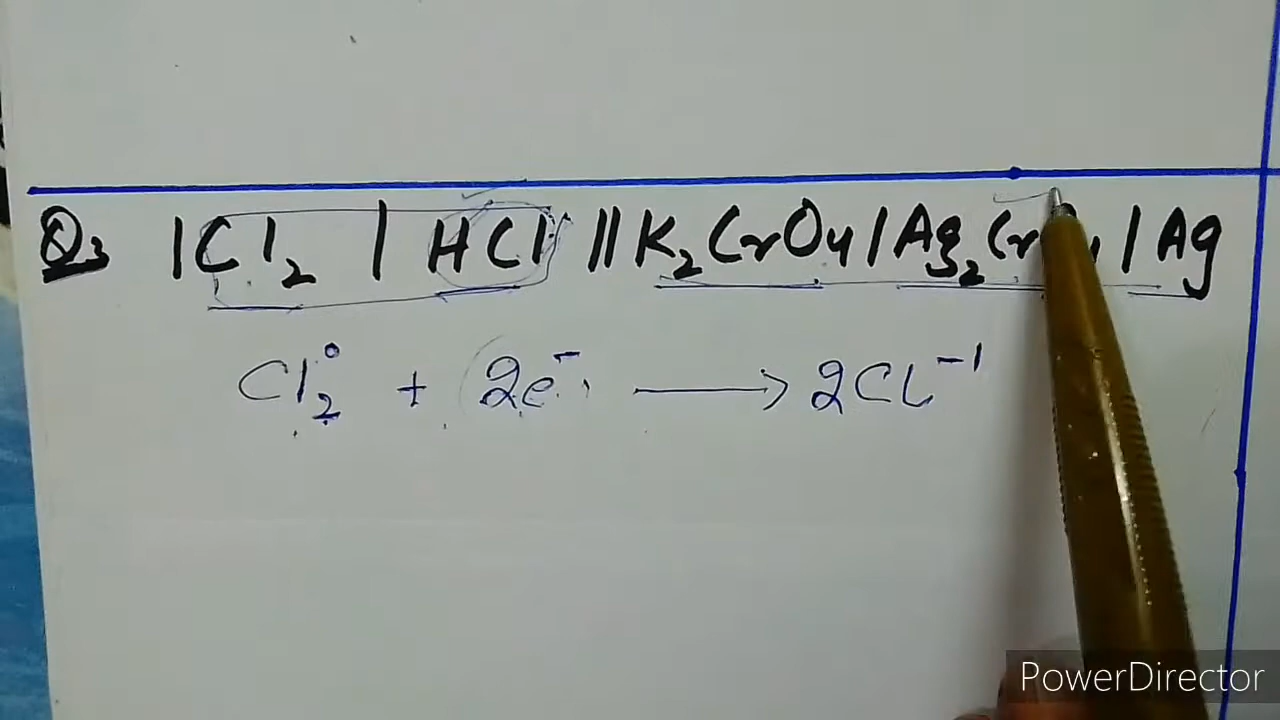 Q3 | Cl2 | HCl || K2CrO4 | Ag2Cr | Ag
Cl2° + 2e⁻ ⟶ 2Cl⁻¹
PowerDirector